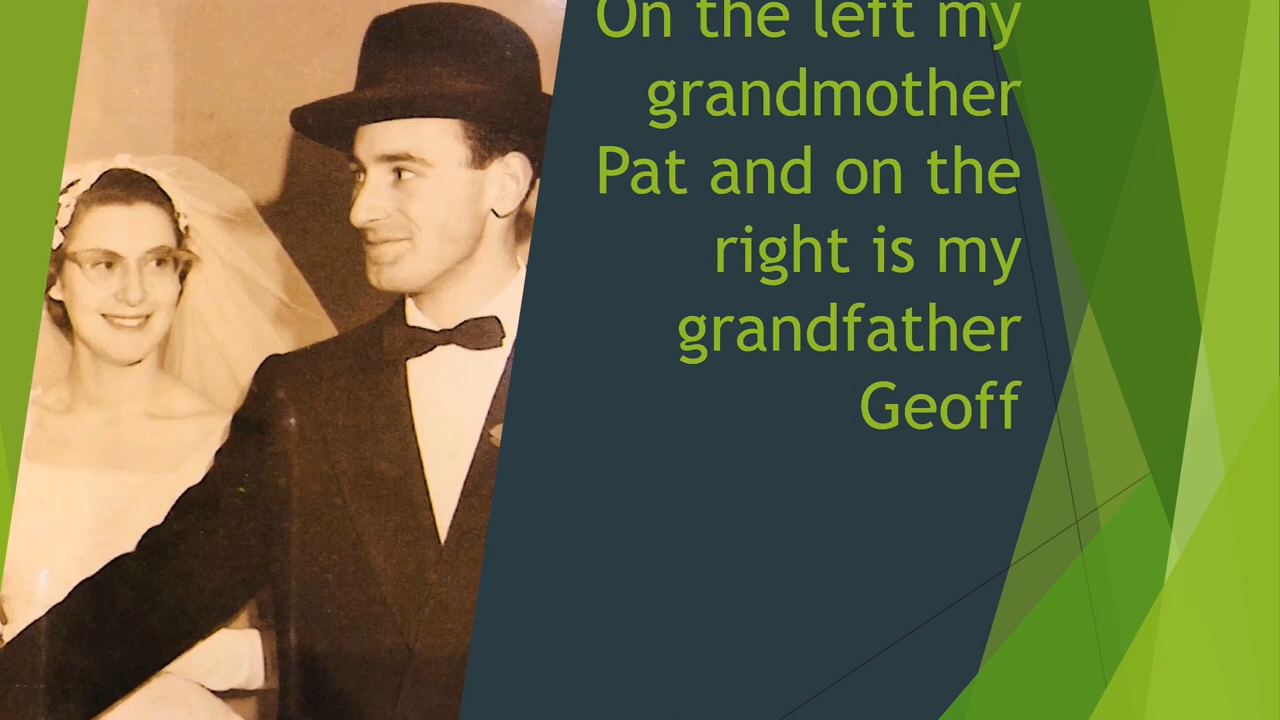 On the left my
grandmother
Pat and on the
right is my
grandfather
Geoff